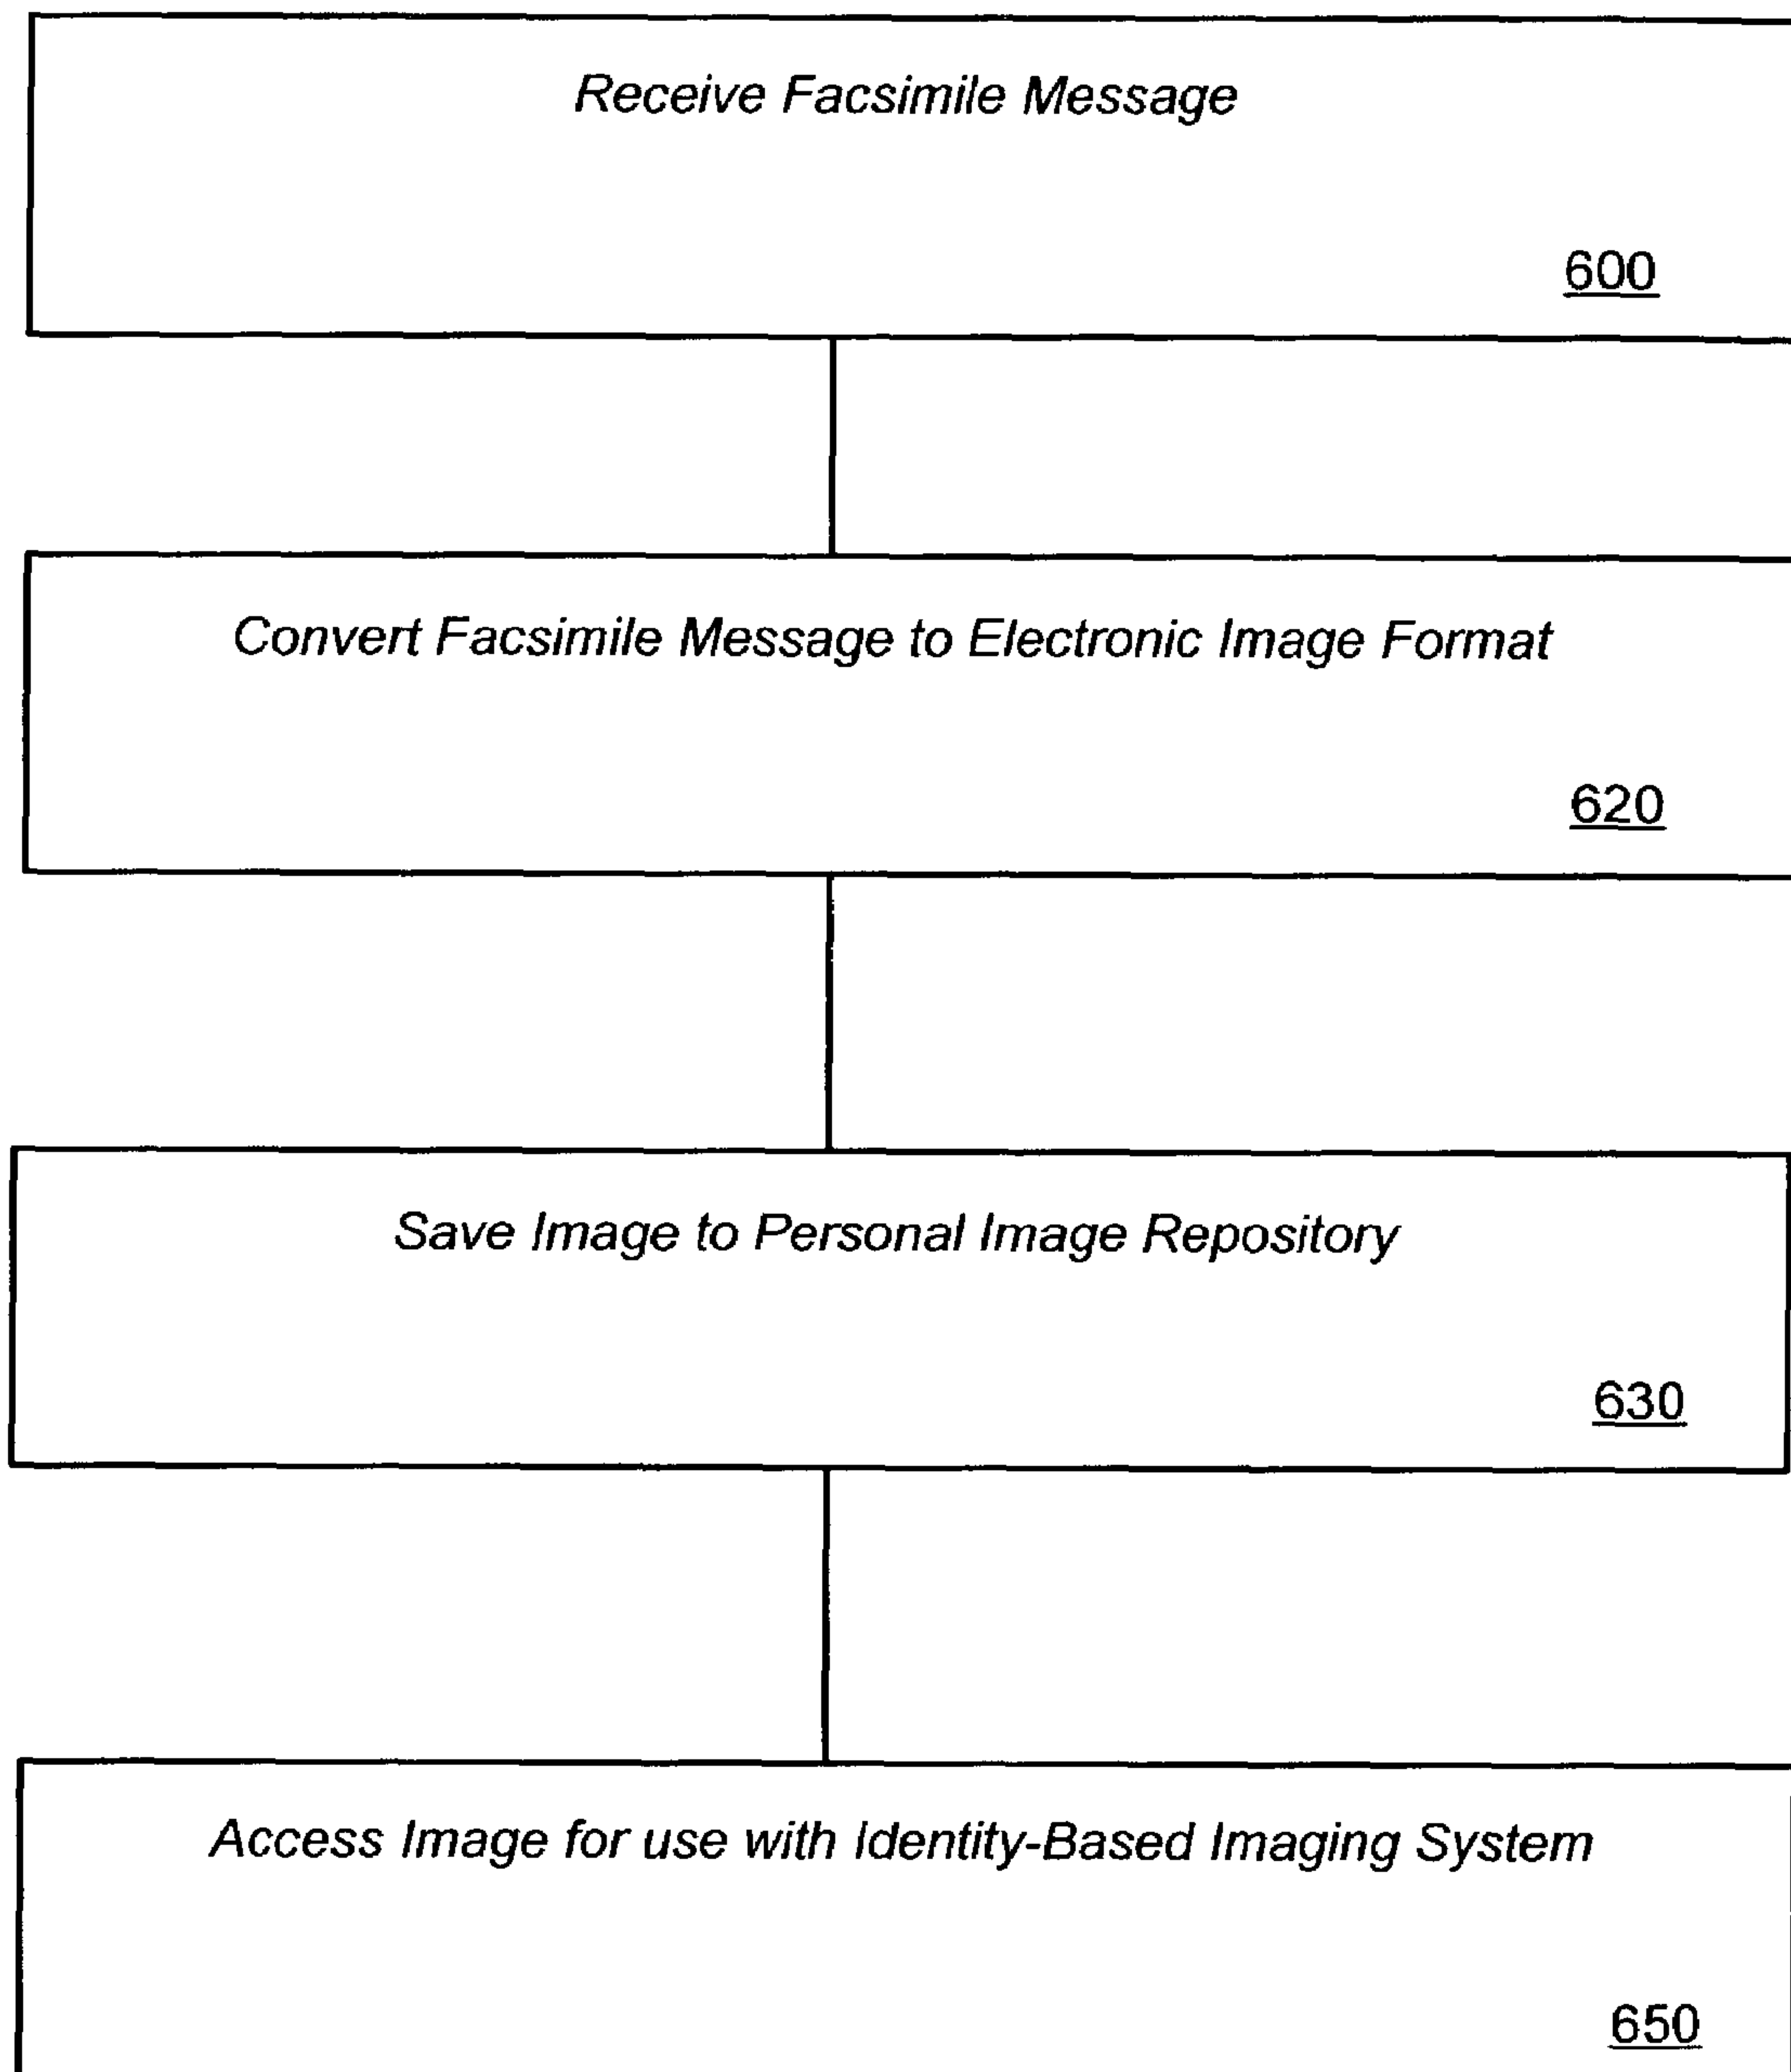 Receive Facsimile Message
600
Convert Facsimile Message to Electronic Image Format
620
Save Image to Personal Image Repository
630
Access Image for use with Identity-Based Imaging System
650